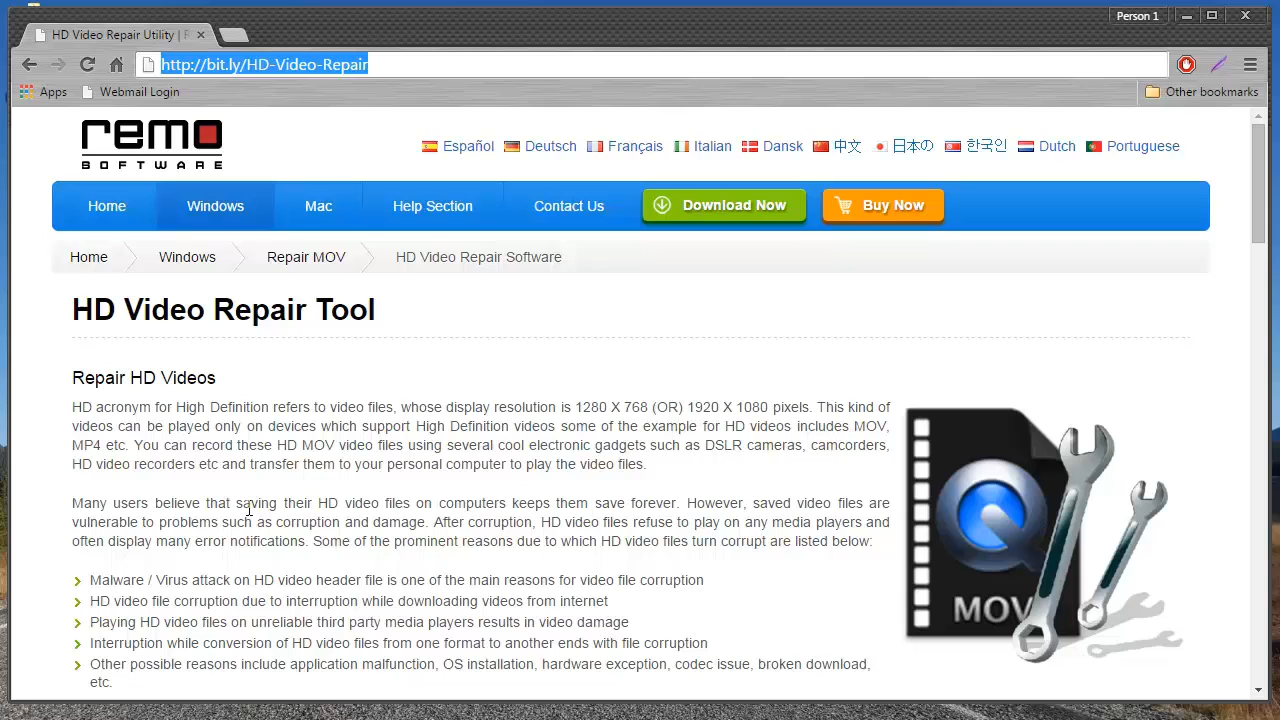 Person 1
HD Video Repair Utility |
http://bit.ly/HD-Video-Repair
Apps Webmail Login Other bookmarks
remo
SOFTWARE
Español Deutsch Français Italian Dansk 中文 日本の 한국인 Dutch Portuguese
Home Windows Mac Help Section Contact Us Download Now Buy Now
Home Windows Repair MOV HD Video Repair Software
HD Video Repair Tool
Repair HD Videos
HD acronym for High Definition refers to video files, whose display resolution is 1280 X 768 (OR) 1920 X 1080 pixels. This kind of
videos can be played only on devices which support High Definition videos some of the example for HD videos includes MOV,
MP4 etc. You can record these HD MOV video files using several cool electronic gadgets such as DSLR cameras, camcorders,
HD video recorders etc and transfer them to your personal computer to play the video files.
Many users believe that saving their HD video files on computers keeps them save forever. However, saved video files are
vulnerable to problems such as corruption and damage. After corruption, HD video files refuse to play on any media players and
often display many error notifications. Some of the prominent reasons due to which HD video files turn corrupt are listed below:
Malware / Virus attack on HD video header file is one of the main reasons for video file corruption
HD video file corruption due to interruption while downloading videos from internet
Playing HD video files on unreliable third party media players results in video damage
Interruption while conversion of HD video files from one format to another ends with file corruption
Other possible reasons include application malfunction, OS installation, hardware exception, codec issue, broken download,
etc.
MOV